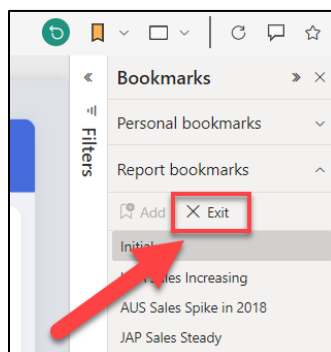 Bookmarks
Personal bookmarks
Filters
Report bookmarks
Add Exit
Initial
Sales Increasing
AUS Sales Spike in 2018
JAP Sales Steady